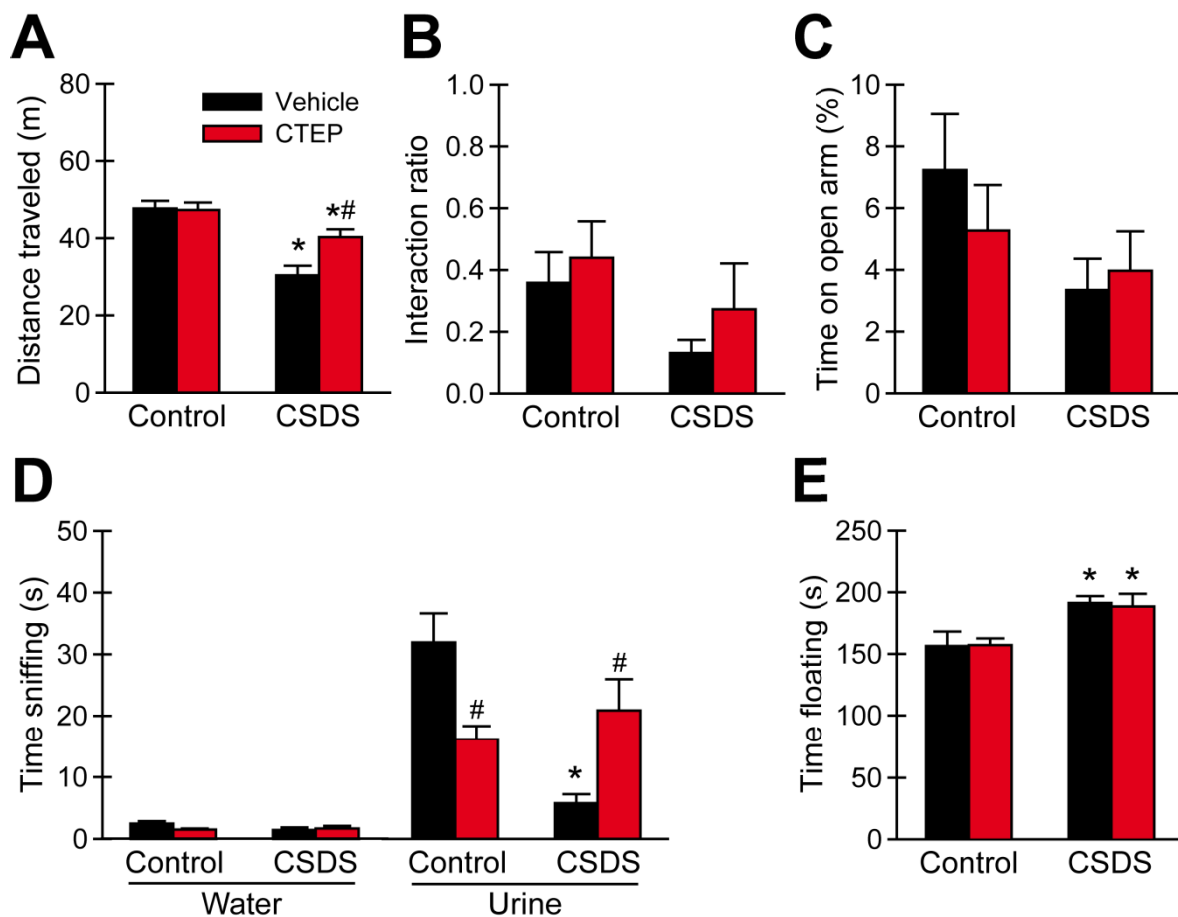 A
Distance traveled (m)
80
60
40
20
0
Vehicle
CTEP
*
*#
Control
CSDS
B
Interaction ratio
1.0
0.8
0.6
0.4
0.2
0.0
Control
CSDS
C
Time on open arm (%)
10
8
6
4
2
0
Control
CSDS
D
Time sniffing (s)
50
40
30
20
10
0
#
*
#
Control
CSDS
Control
CSDS
Water
Urine
E
Time floating (s)
250
200
150
100
50
0
* *
Control
CSDS